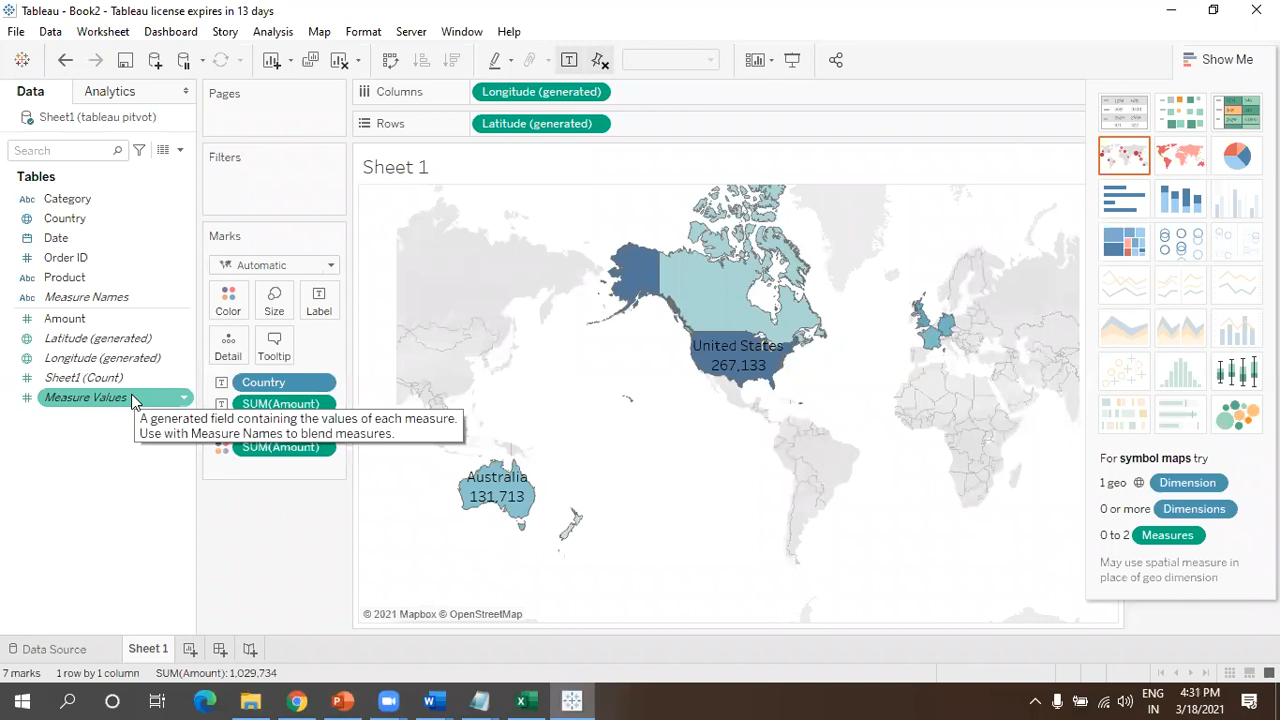 Tableau - Book2 - Tableau license expires in 13 days
File Data Worksheet Dashboard Story Analysis Map Format Server Window Help
Show Me
Data Analytics
Sheet1 (tableau pitvot)
Search
Tables
Category
Country
Date
Order ID
Product
Measure Names
Amount
Latitude (generated)
Longitude (generated)
Sheet1 (Count)
Measure Values
Pages
Filters
Marks
Automatic
Color Size Label
Detail Tooltip
Country
SUM(Amount)
A generated field containing the values of each measure.
Use with Measure Names to blend measures.
SUM(Amount)
Columns Longitude (generated)
Rows Latitude (generated)
Sheet 1
United States
267,133
Australia
131,713
© 2021 Mapbox © OpenStreetMap
For symbol maps try
1 geo Dimension
0 or more Dimensions
0 to 2 Measures
May use spatial measure in
place of geo dimension
Data Source Sheet 1
7 marks 1 row by 1 column SUM(Amount): 1,029,734
ENG
IN
4:31 PM
3/18/2021